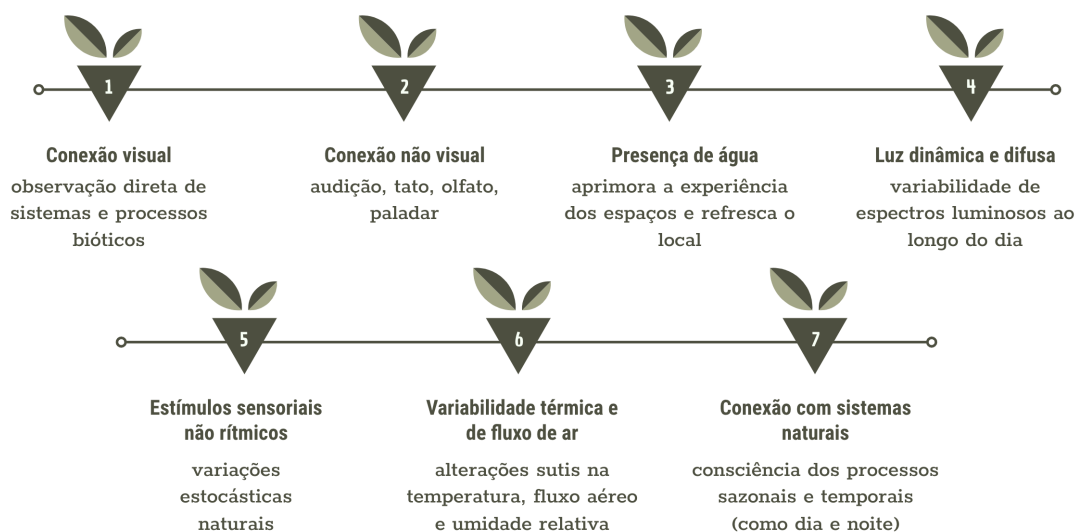 1
2
3
4
Conexão visual
observação direta de
sistemas e processos
bióticos
Conexão não visual
audição, tato, olfato,
paladar
Presença de água
aprimora a experiência
dos espaços e refresca o
local
Luz dinâmica e difusa
variabilidade de
espectros luminosos ao
longo do dia
5
6
7
Estímulos sensoriais
não rítmicos
variações
estocásticas
naturais
Variabilidade térmica e
de fluxo de ar
alterações sutis na
temperatura, fluxo aéreo
e umidade relativa
Conexão com sistemas
naturais
consciência dos processos
sazonais e temporais
(como dia e noite)